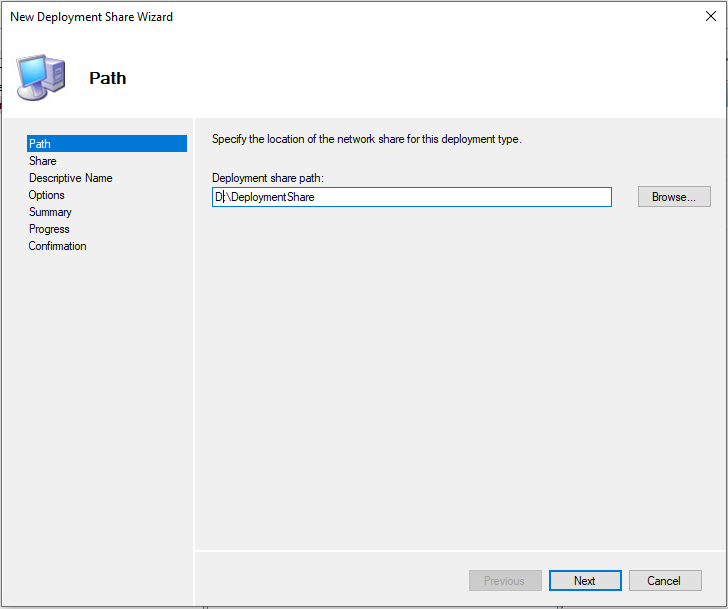 New Deployment Share Wizard
Path
Path
Share
Descriptive Name
Options
Summary
Progress
Confirmation
Specify the location of the network share for this deployment type.
Deployment share path:
D:\DeploymentShare
Browse...
Previous
Next
Cancel